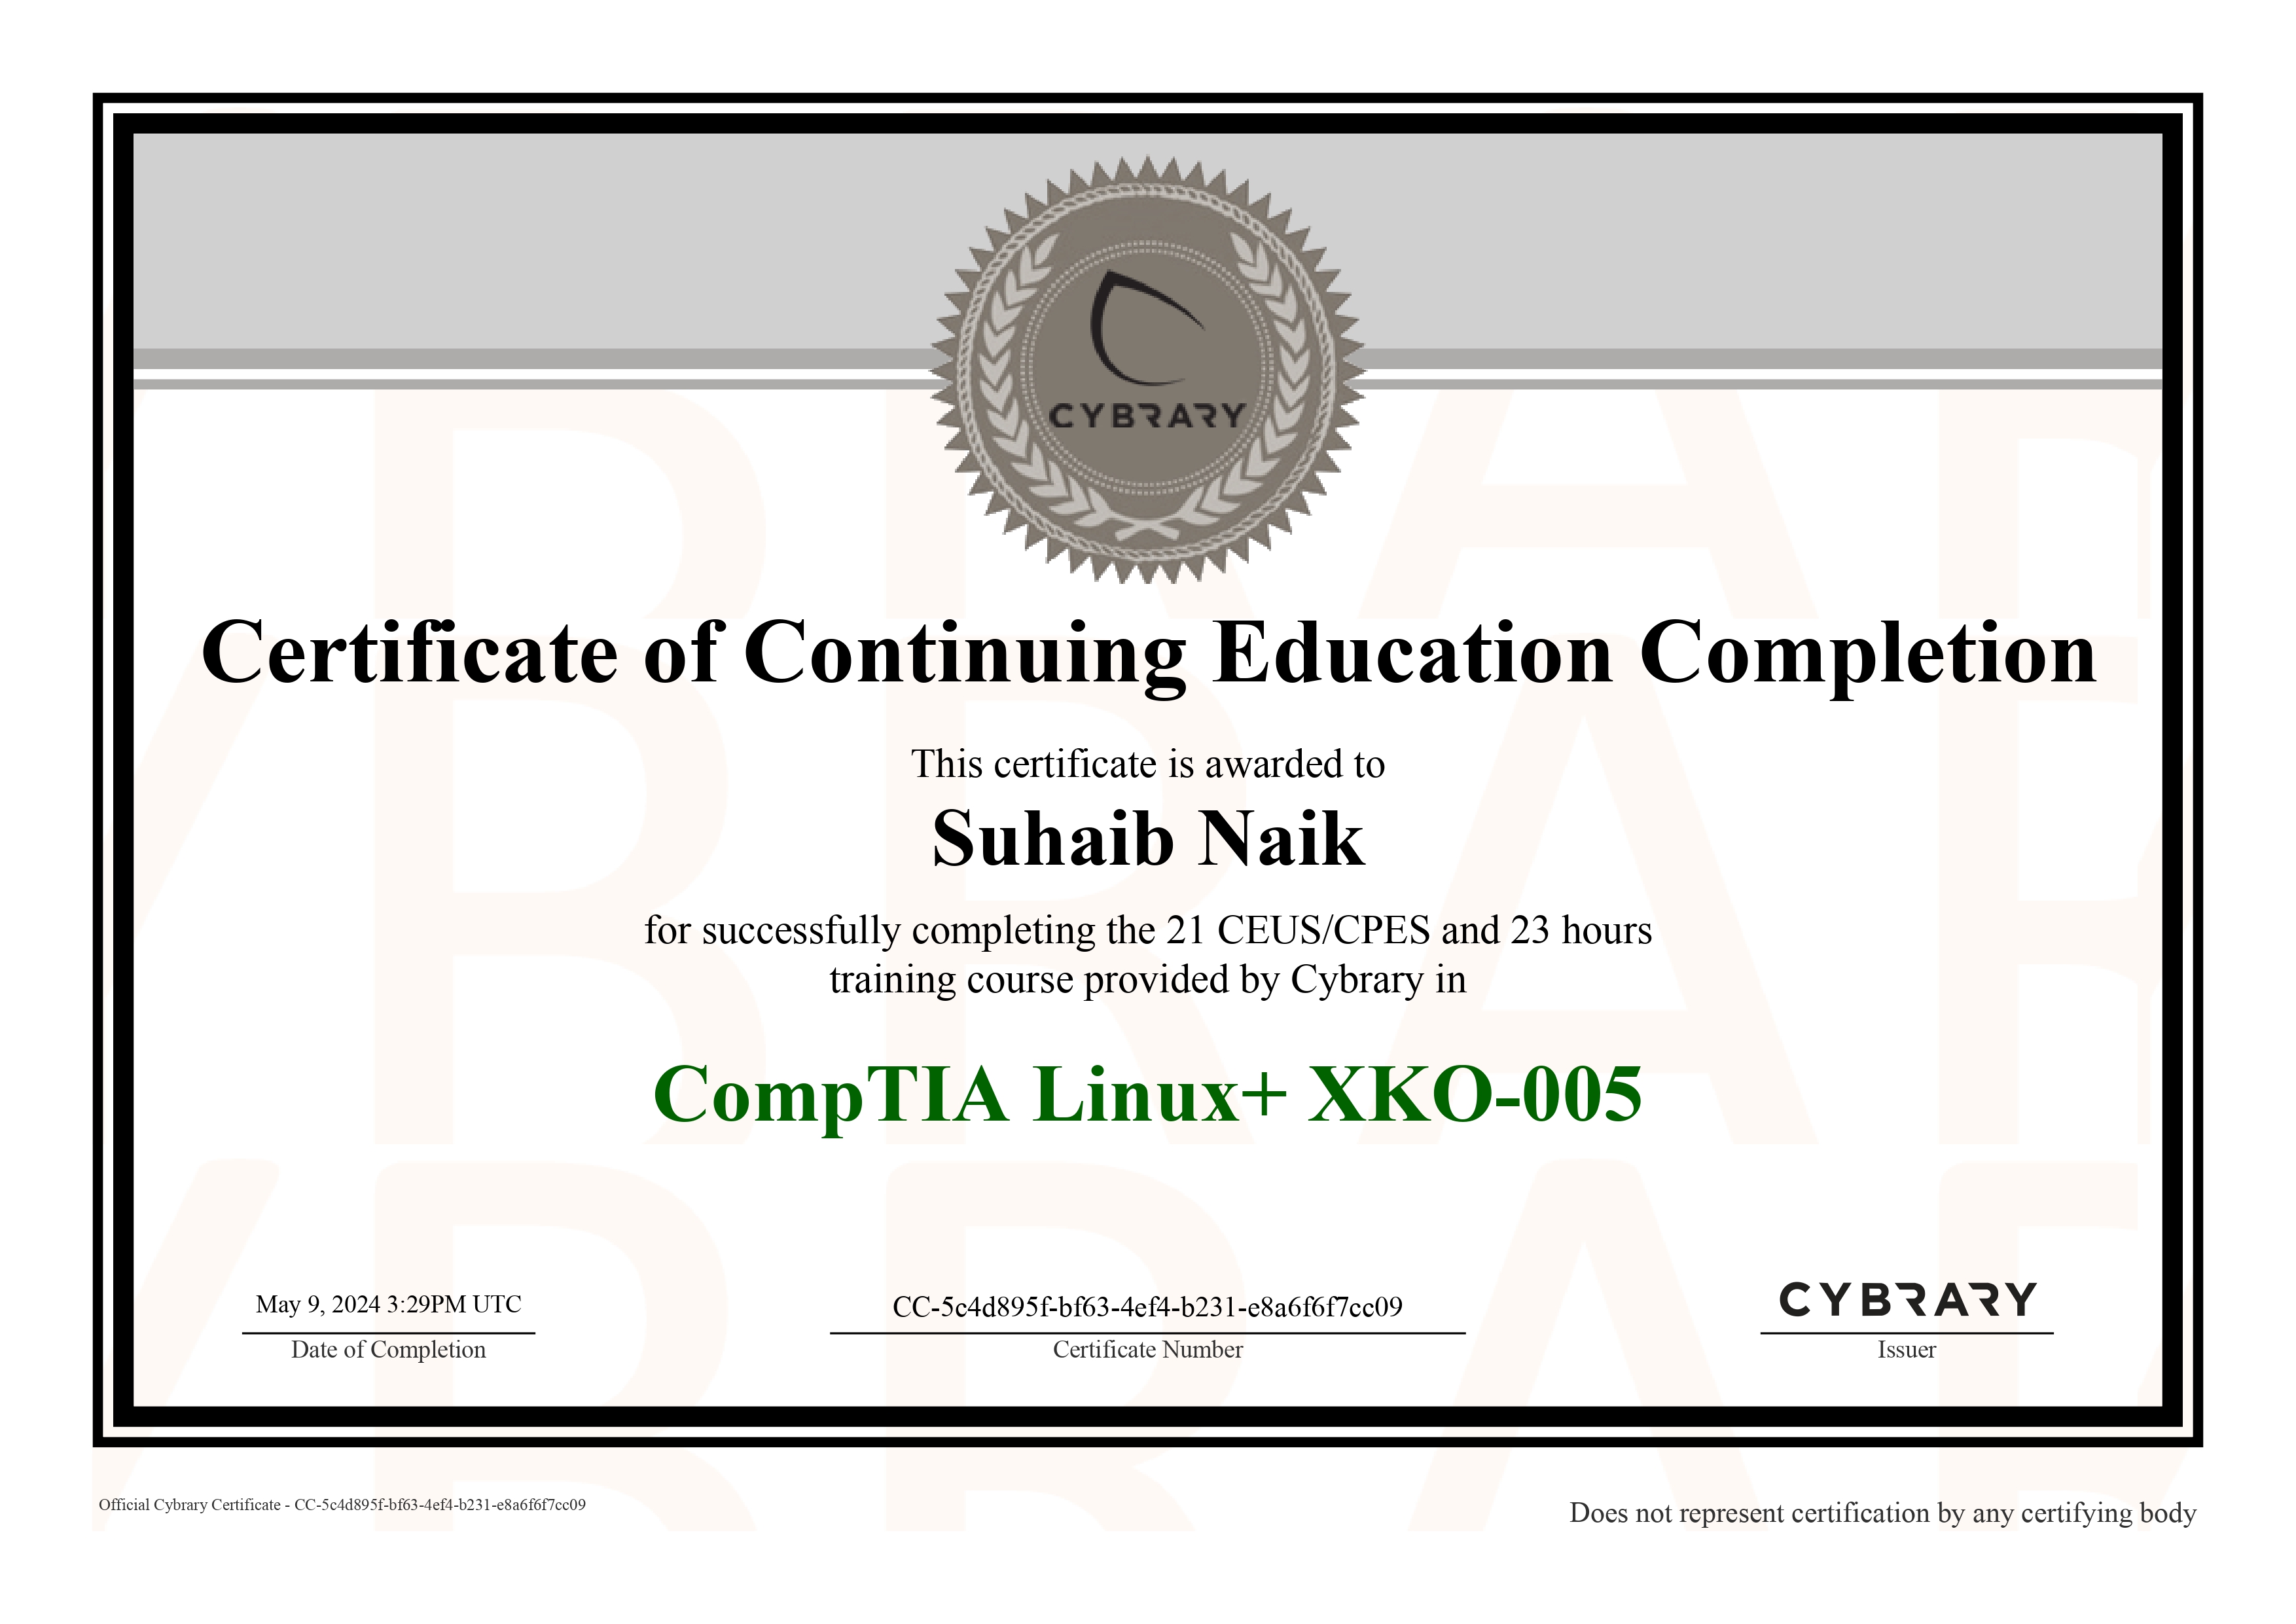 CYBRARY
Certificate of Continuing Education Completion
This certificate is awarded to
Suhaib Naik
for successfully completing the 21 CEUS/CPES and 23 hours
training course provided by Cybrary in
CompTIA Linux+ XKO-005
May 9, 2024 3:29PM UTC
Date of Completion
CC-5c4d895f-bf63-4ef4-b231-e8a6f6f7cc09
Certificate Number
CYBRARY
Issuer
Official Cybrary Certificate - CC-5c4d895f-bf63-4ef4-b231-e8a6f6f7cc09
Does not represent certification by any certifying body